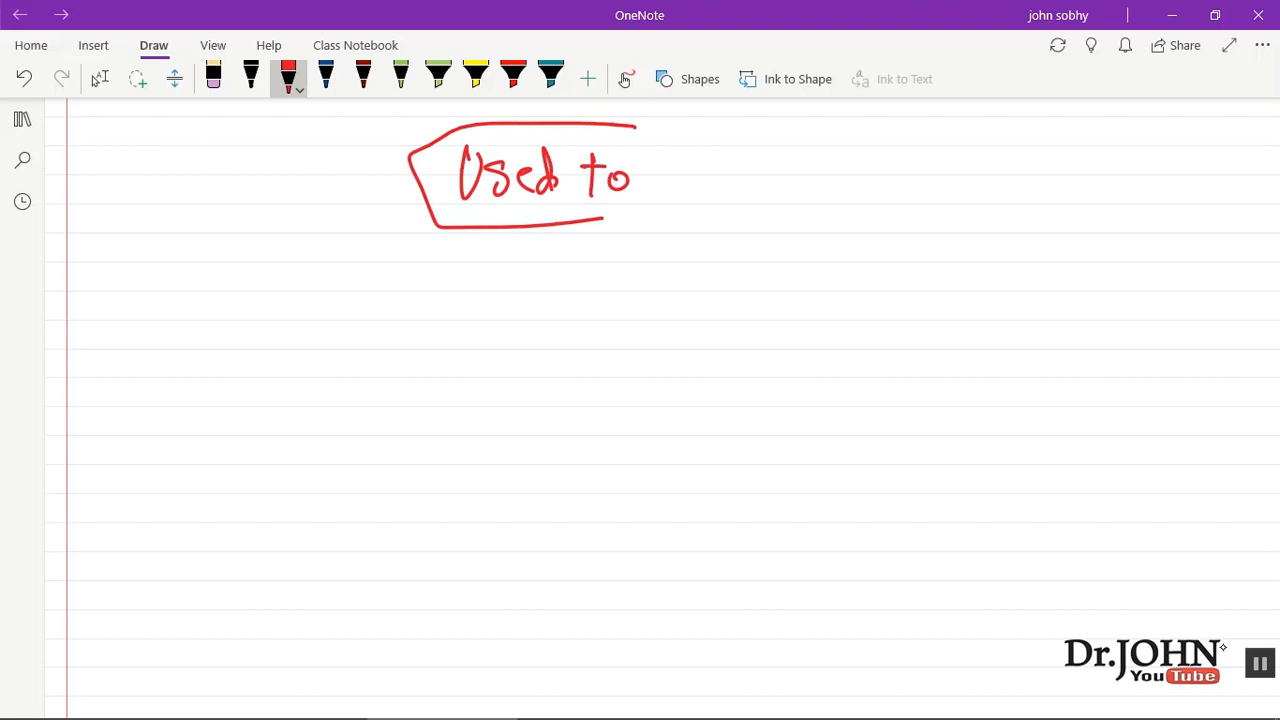 OneNote
john sobhy
Home Insert Draw View Help Class Notebook
Share
Shapes Ink to Shape Ink to Text
Used to
Dr.JOHN
YouTube